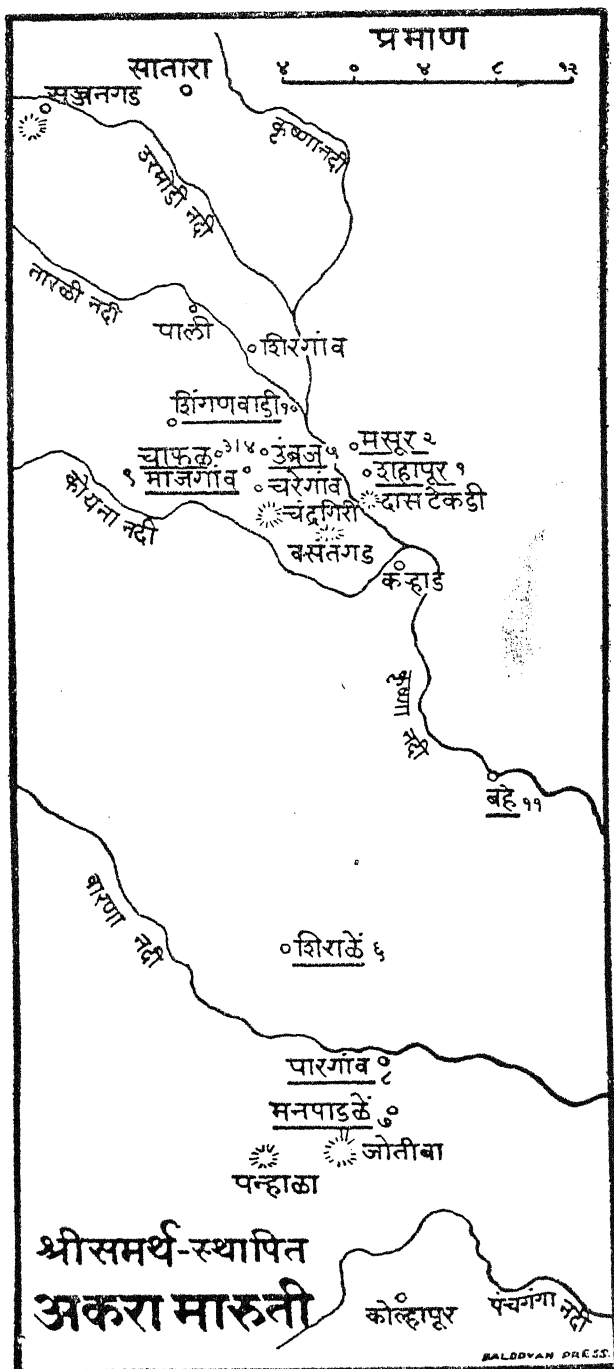 प्रमाण
४ ० ४ ८ १२
सातारा
सज्जनगड
कृष्णा नदी
उरमोडी नदी
तारळी नदी
पाली
शिरगांव
शिंगणवाडी १०
चाफळ ३।४
उंब्रज ५
मसूर २
९ माजगांव
शहापूर १
चरेगांव
दास टेकडी
कोयना नदी
चंद्रगिरी
वसंतगड
कऱ्हाड
कृष्णा नदी
बहे ११
वारणा नदी
शिराळें ६
पारगांव ८
मनपाडळें ७
जोतीबा
पन्हाळा
श्रीसमर्थ-स्थापित
अकरा मारुती
कोल्हापूर
पंचगंगा नदी
BALODYAN PRESS.